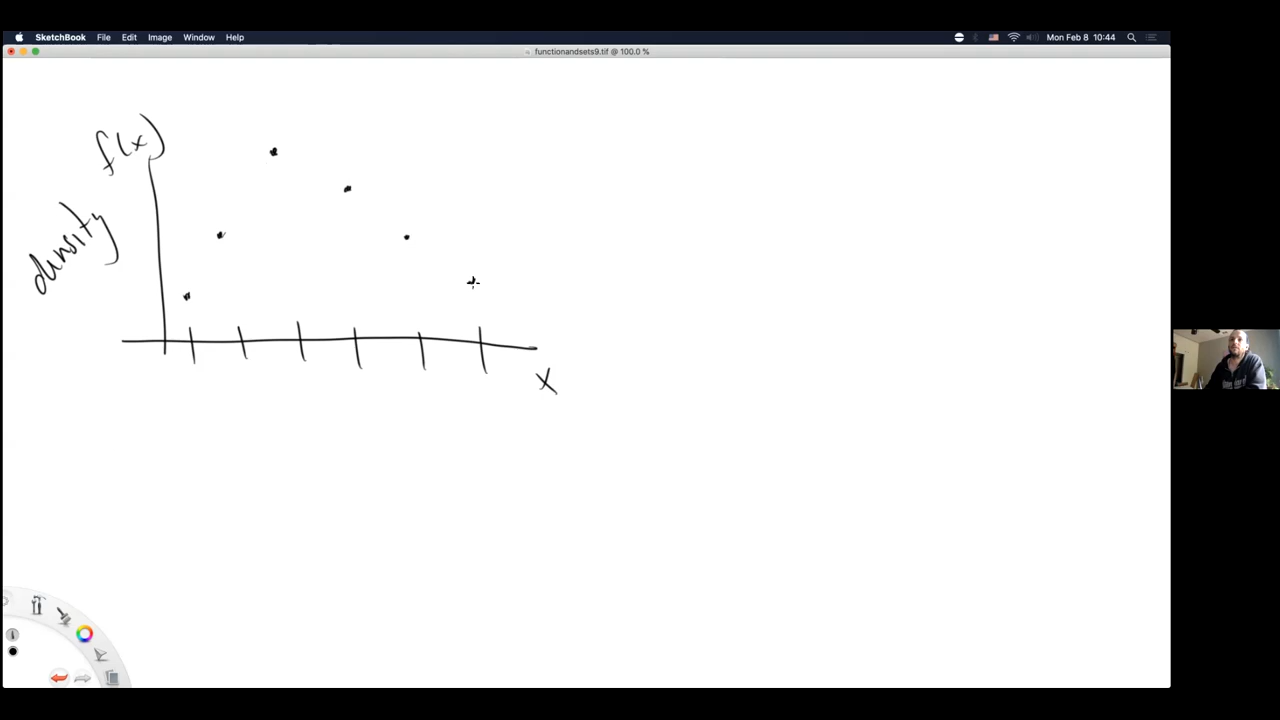 SketchBook File Edit Image Window Help Mon Feb 8 10:44
functionandsets9.tif @ 100.0 %
f(x)
density
x